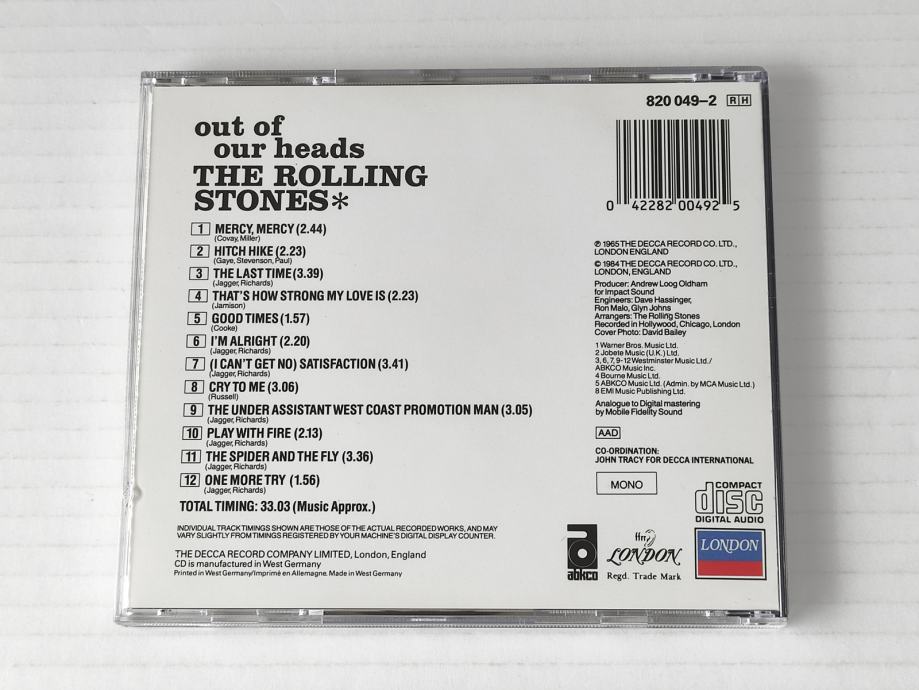 820 049-2 RH
out of
our heads
THE ROLLING
STONES*
1 MERCY, MERCY (2.44)
(Covay, Miller)
2 HITCH HIKE (2.23)
(Gaye, Stevenson, Paul)
3 THE LAST TIME (3.39)
(Jagger, Richards)
4 THAT'S HOW STRONG MY LOVE IS (2.23)
(Jamison)
5 GOOD TIMES (1.57)
(Cooke)
6 I'M ALRIGHT (2.20)
(Jagger, Richards)
7 (I CAN'T GET NO) SATISFACTION (3.41)
(Jagger, Richards)
8 CRY TO ME (3.06)
(Russell)
9 THE UNDER ASSISTANT WEST COAST PROMOTION MAN (3.05)
(Jagger, Richards)
10 PLAY WITH FIRE (2.13)
(Jagger, Richards)
11 THE SPIDER AND THE FLY (3.36)
(Jagger, Richards)
12 ONE MORE TRY (1.56)
(Jagger, Richards)
TOTAL TIMING: 33.03 (Music Approx.)
INDIVIDUAL TRACK TIMINGS SHOWN ARE THOSE OF THE ACTUAL RECORDED WORKS, AND MAY
VARY SLIGHTLY FROM TIMINGS REGISTERED BY YOUR MACHINE'S DIGITAL DISPLAY COUNTER.
THE DECCA RECORD COMPANY LIMITED, London, England
CD is manufactured in West Germany
Printed in West Germany/Imprimé en Allemagne. Made in West Germany
0 42282 00492 5
℗ 1965 THE DECCA RECORD CO. LTD.,
LONDON ENGLAND
© 1984 THE DECCA RECORD CO. LTD.,
LONDON, ENGLAND
Producer: Andrew Loog Oldham
for Impact Sound
Engineers: Dave Hassinger,
Ron Malo, Glyn Johns
Arrangers: The Rolling Stones
Recorded in Hollywood, Chicago, London
Cover Photo: David Bailey
1 Warner Bros. Music Ltd.
2 Jobete Music (U.K.) Ltd.
3, 6, 7, 9-12 Westminster Music Ltd./
ABKCO Music Inc.
4 Bourne Music Ltd.
5 ABKCO Music Ltd. (Admin. by MCA Music Ltd.)
8 EMI Music Publishing Ltd.
Analogue to Digital mastering
by Mobile Fidelity Sound
AAD
CO-ORDINATION:
JOHN TRACY FOR DECCA INTERNATIONAL
MONO
COMPACT
disc
DIGITAL AUDIO
abkco
ffrr
LONDON
Regd. Trade Mark
LONDON